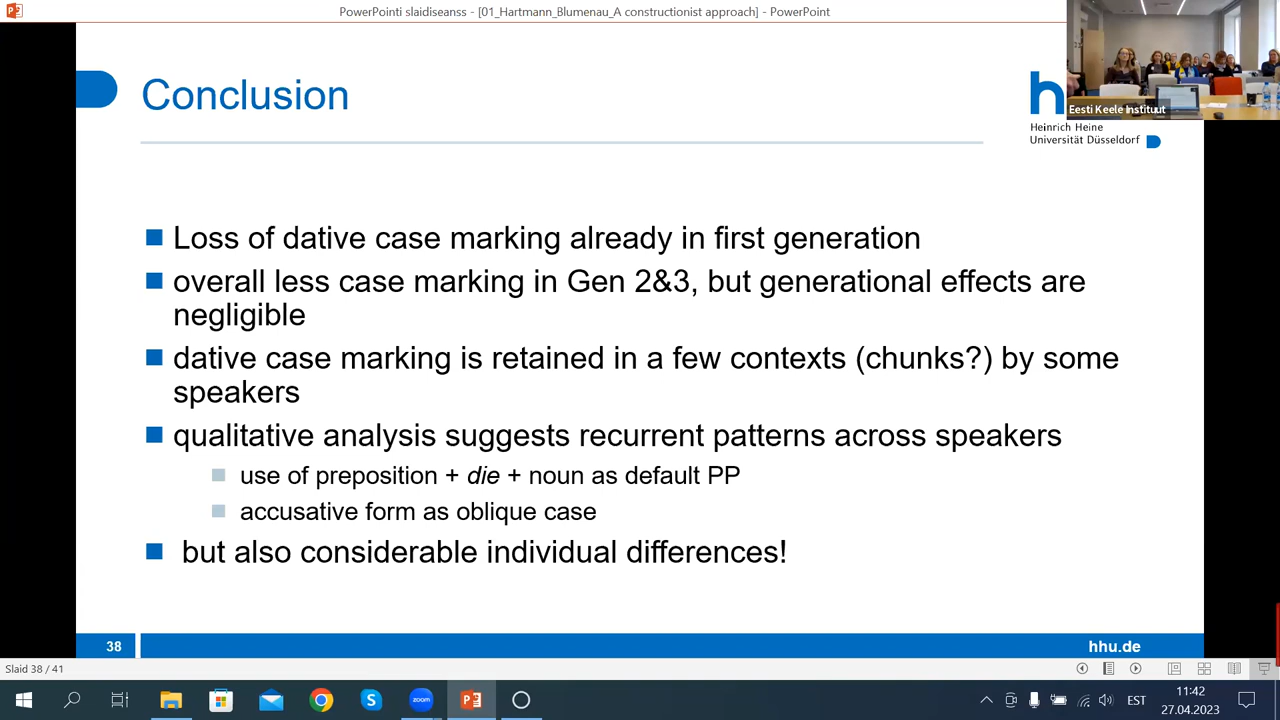 PowerPointi slaidiseanss - [01_Hartmann_Blumenau_A constructionist approach] - PowerPoint
Eesti Keele Instituut
Conclusion
hh
Heinrich Heine
Universität Düsseldorf
Loss of dative case marking already in first generation
overall less case marking in Gen 2&3, but generational effects are
negligible
dative case marking is retained in a few contexts (chunks?) by some
speakers
qualitative analysis suggests recurrent patterns across speakers
use of preposition + die + noun as default PP
accusative form as oblique case
but also considerable individual differences!
38
hhu.de
Slaid 38 / 41
zoom
EST
11:42
27.04.2023